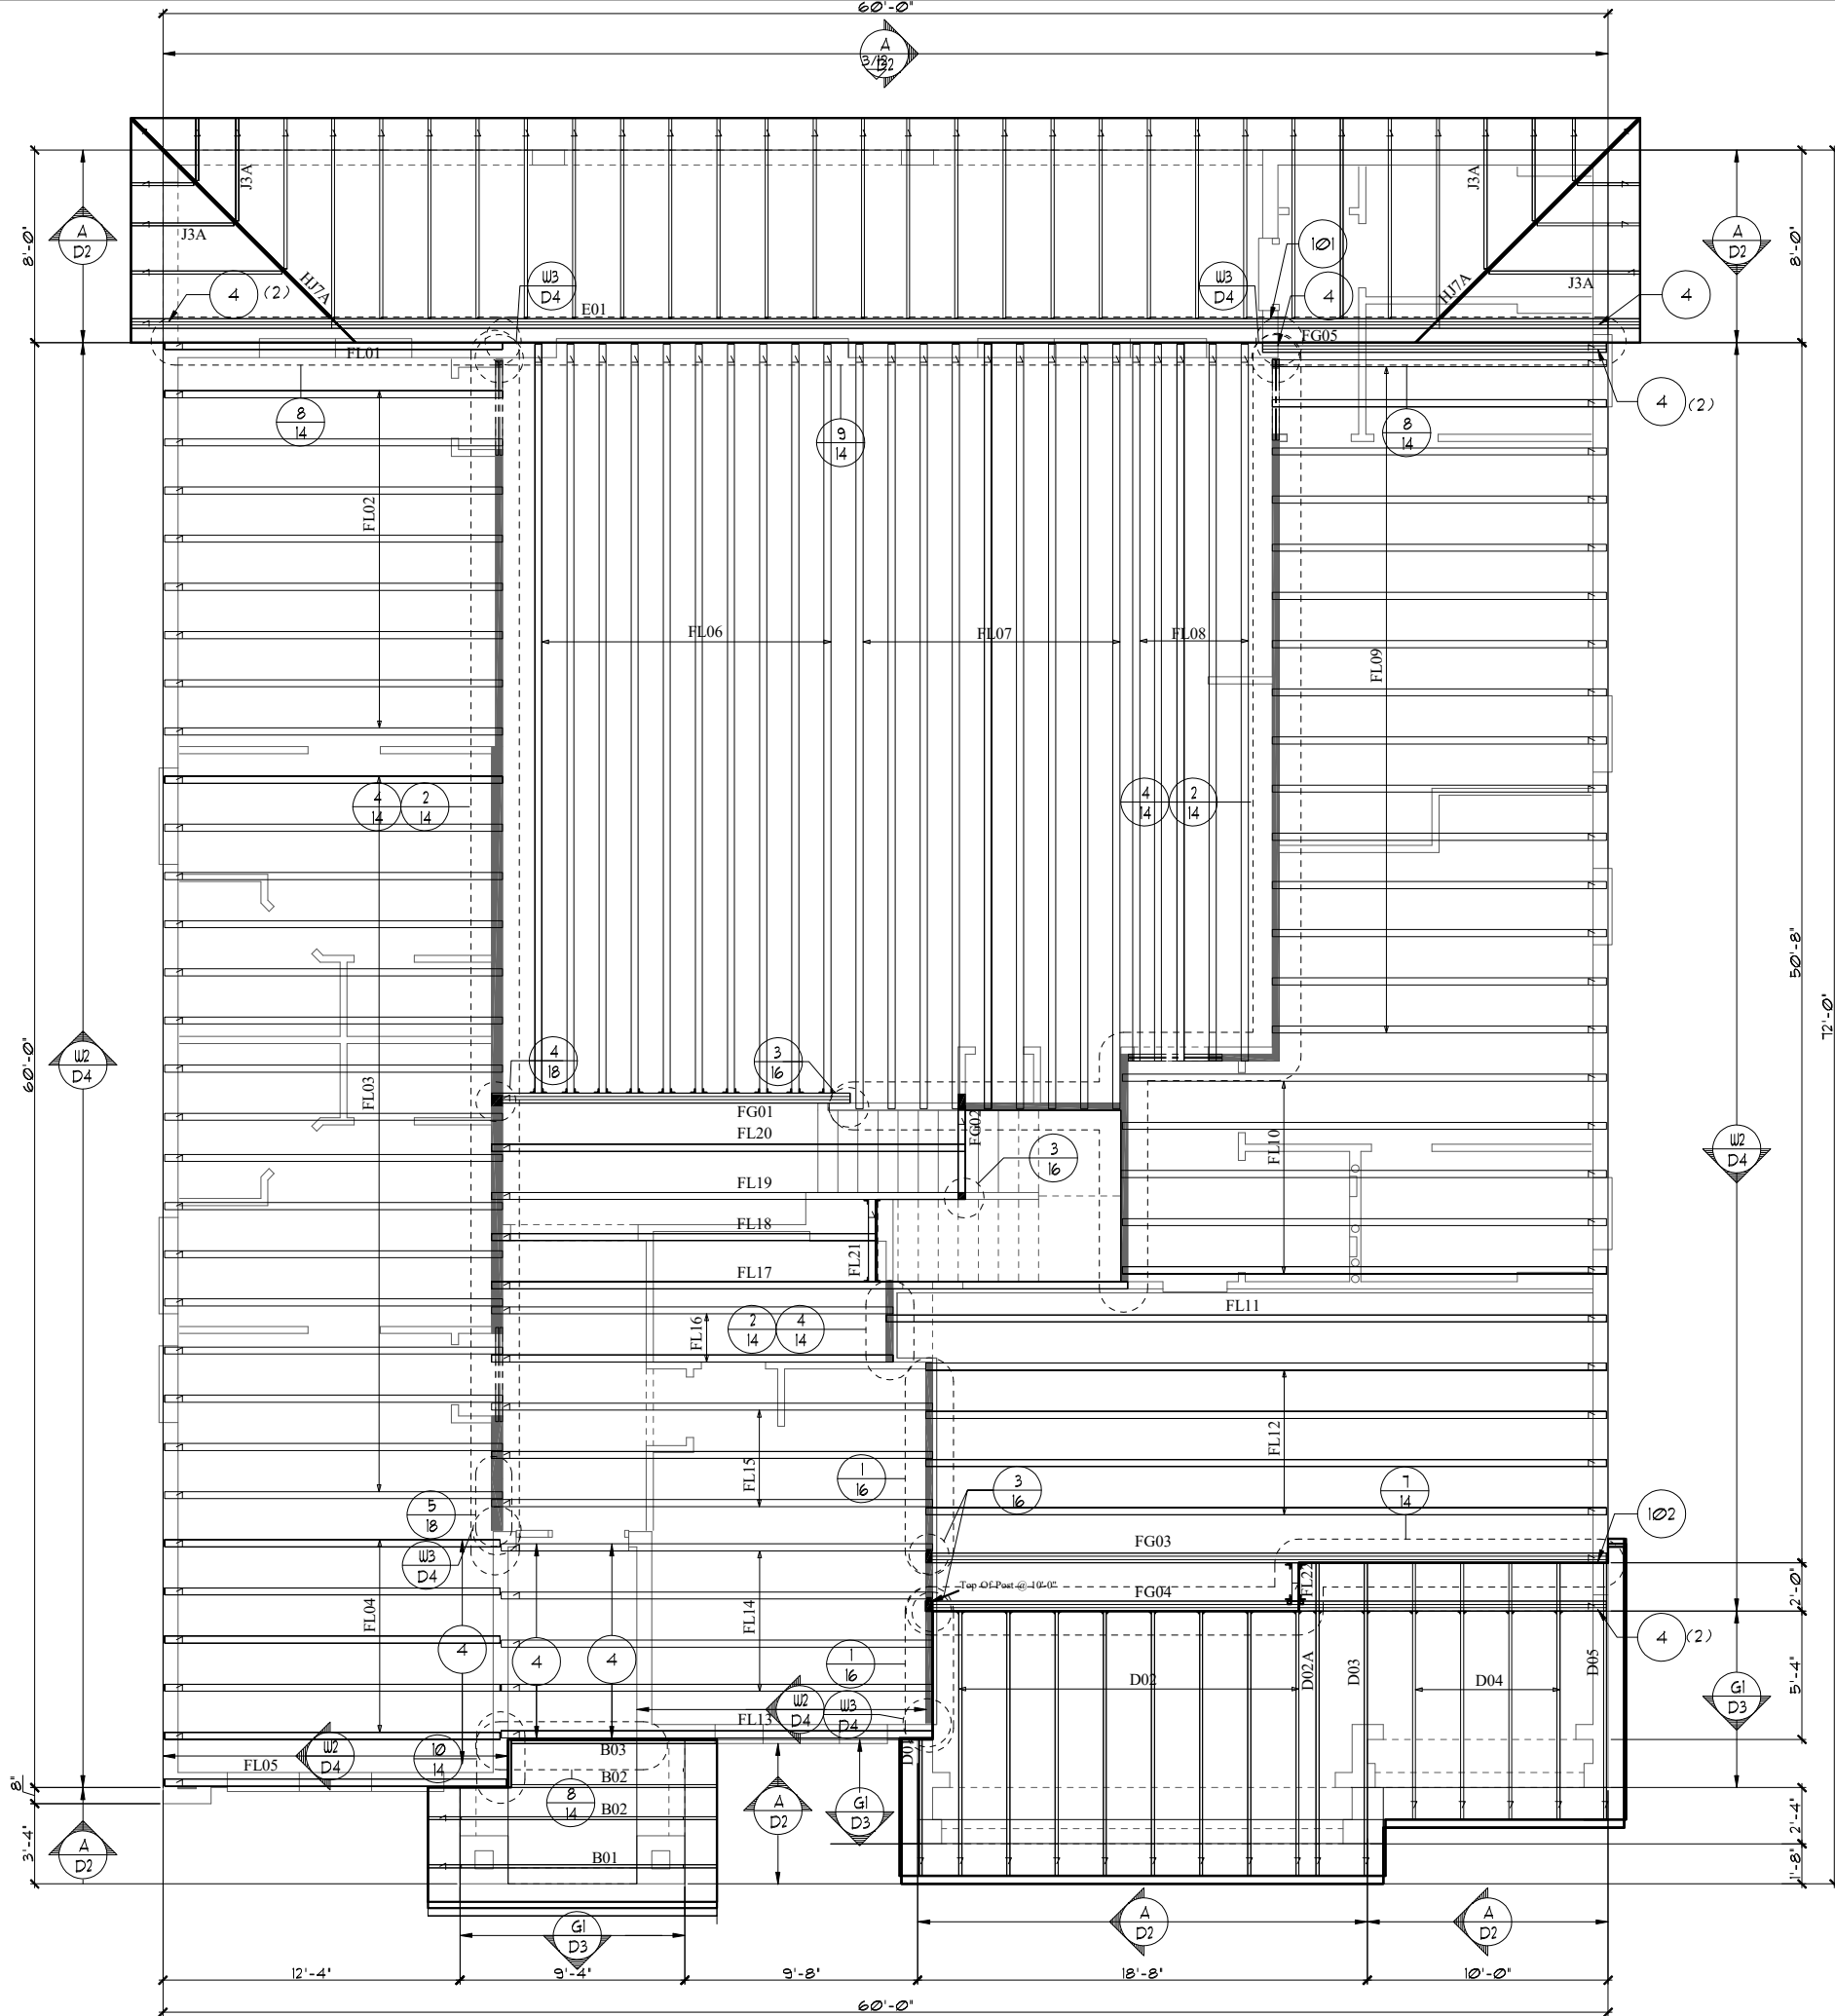 60'-0"
A
D2
3/12
8'-0"
A
D2
J3A
J3A
HJ7A
4 (2)
W3
D4
E01
W3
D4
101
4
J3A
HJ7A
J3A
4
A
D2
8'-0"
FL01
FG05
8
14
9
14
8
14
4 (2)
FL02
FL06
FL07
FL08
FL09
4
14
2
14
4
14
2
14
50'-8"
72'-0"
60'-0"
W2
D4
FL03
4
18
3
16
FG01
FG02
FL20
3
16
FL10
W2
D4
FL19
FL18
FL21
FL17
FL11
FL16
2
14
4
14
FL15
FL12
1
16
3
16
7
14
5
18
W3
D4
102
FG03
Top Of Post @ 10'-0"
FG04
FL22
2'-0"
FL04
4
4
4
FL14
1
16
4 (2)
D02
D02A
D03
D04
D05
G1
D3
5'-4"
W2
D4
W3
D4
FL13
D01
W2
D4
10
14
FL05
B03
B02
8
14
B02
B01
A
D2
G1
D3
8"
3'-4"
A
D2
2'-4"
1'-8"
G1
D3
A
D2
A
D2
12'-4"
9'-4"
9'-8"
18'-8"
10'-0"
60'-0"